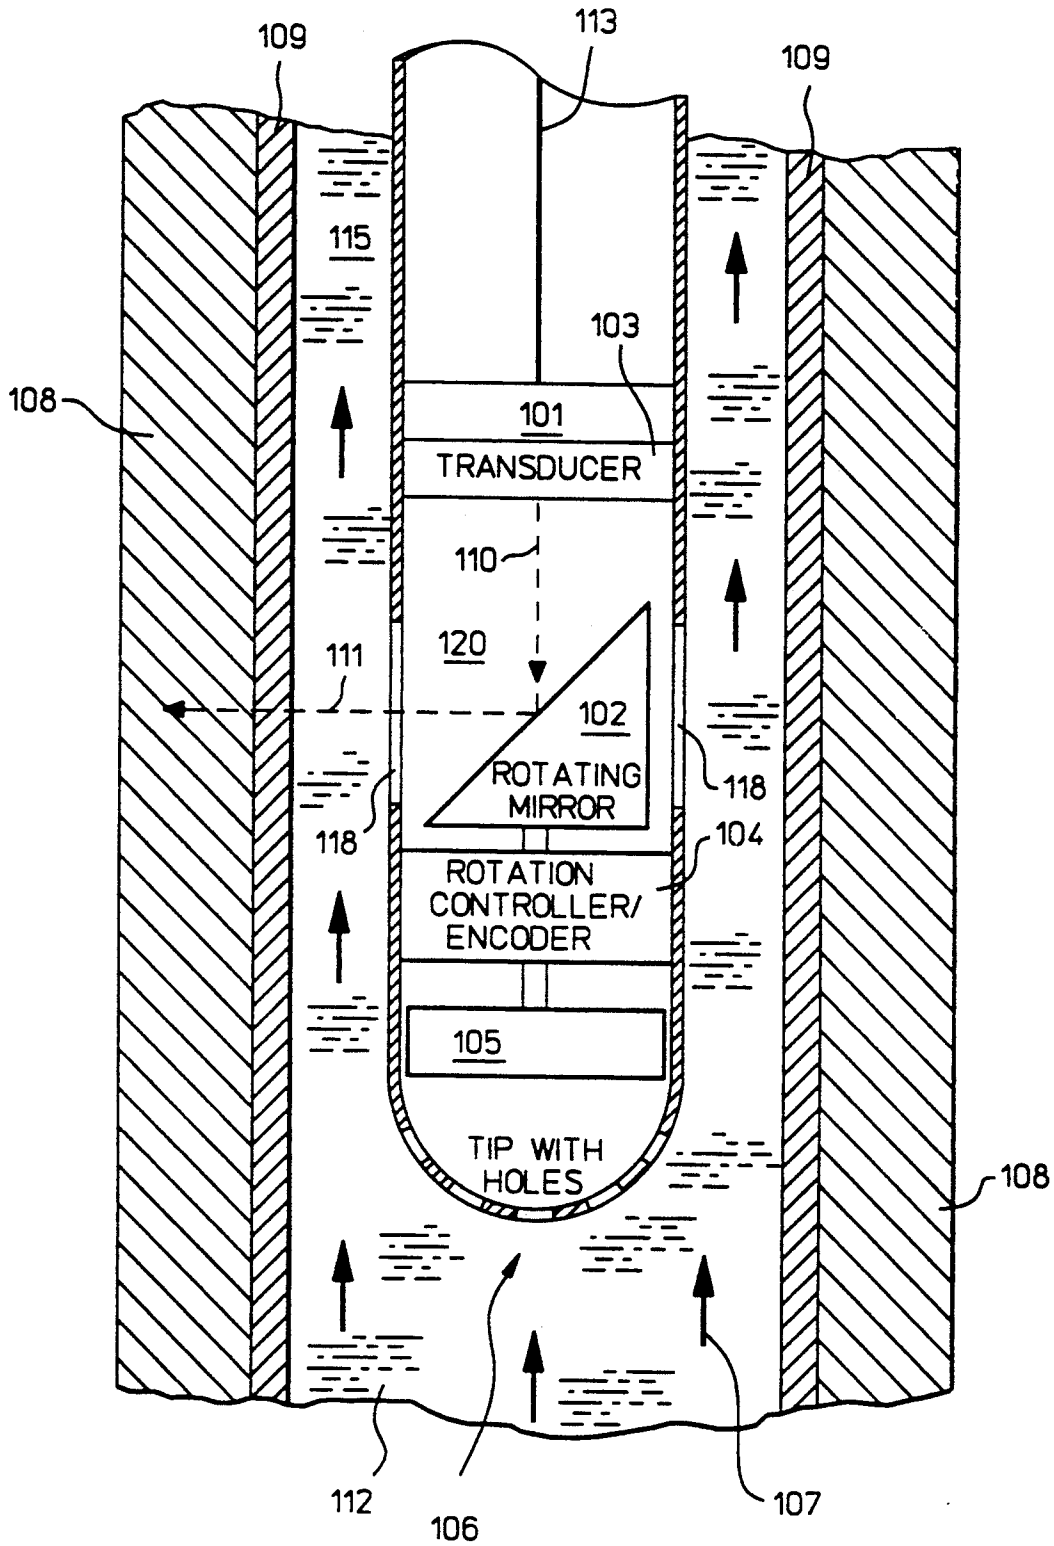 113
109
109
115
103
108
101
TRANSDUCER
110
120
111
102
ROTATING
MIRROR
118
118
104
ROTATION
CONTROLLER/
ENCODER
105
TIP WITH
HOLES
108
112
107
106